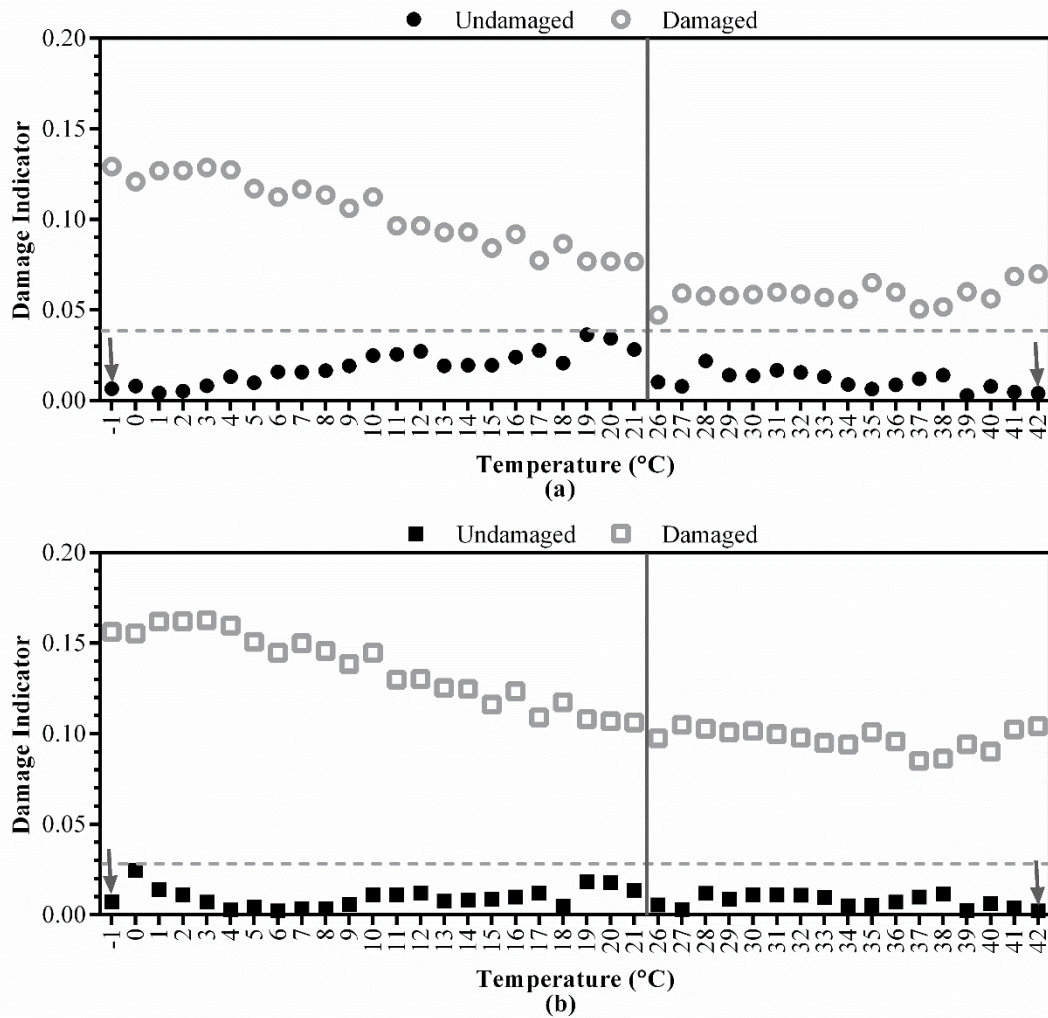 Undamaged Damaged
0.20
0.15
0.10
0.05
0.00
Damage Indicator
-1 0 1 2 3 4 5 6 7 8 9 10 11 12 13 14 15 16 17 18 19 20 21 26 27 28 29 30 31 32 33 34 35 36 37 38 39 40 41 42
Temperature (°C)
(a)
Undamaged Damaged
0.20
0.15
0.10
0.05
0.00
Damage Indicator
-1 0 1 2 3 4 5 6 7 8 9 10 11 12 13 14 15 16 17 18 19 20 21 26 27 28 29 30 31 32 33 34 35 36 37 38 39 40 41 42
Temperature (°C)
(b)